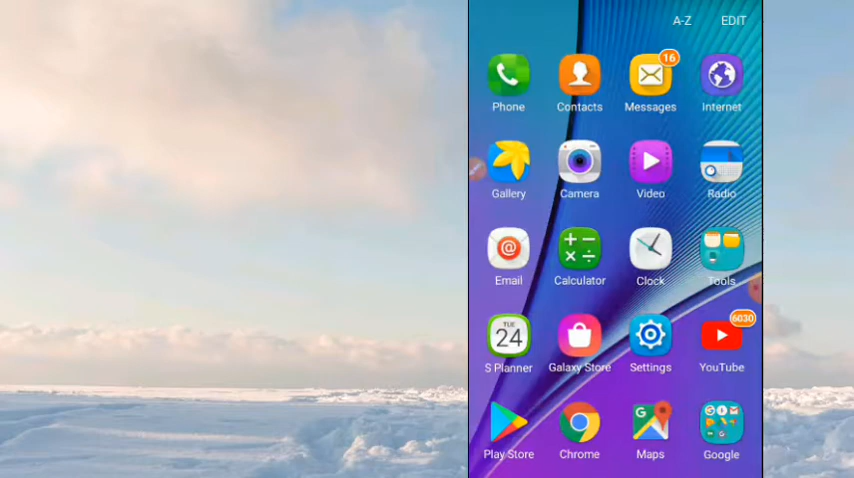 A-Z EDIT
16
Phone Contacts Messages Internet
Gallery Camera Video Radio
@
Email Calculator Clock Tools
TUE
24
6030
S Planner Galaxy Store Settings YouTube
G
Play Store Chrome Maps Google